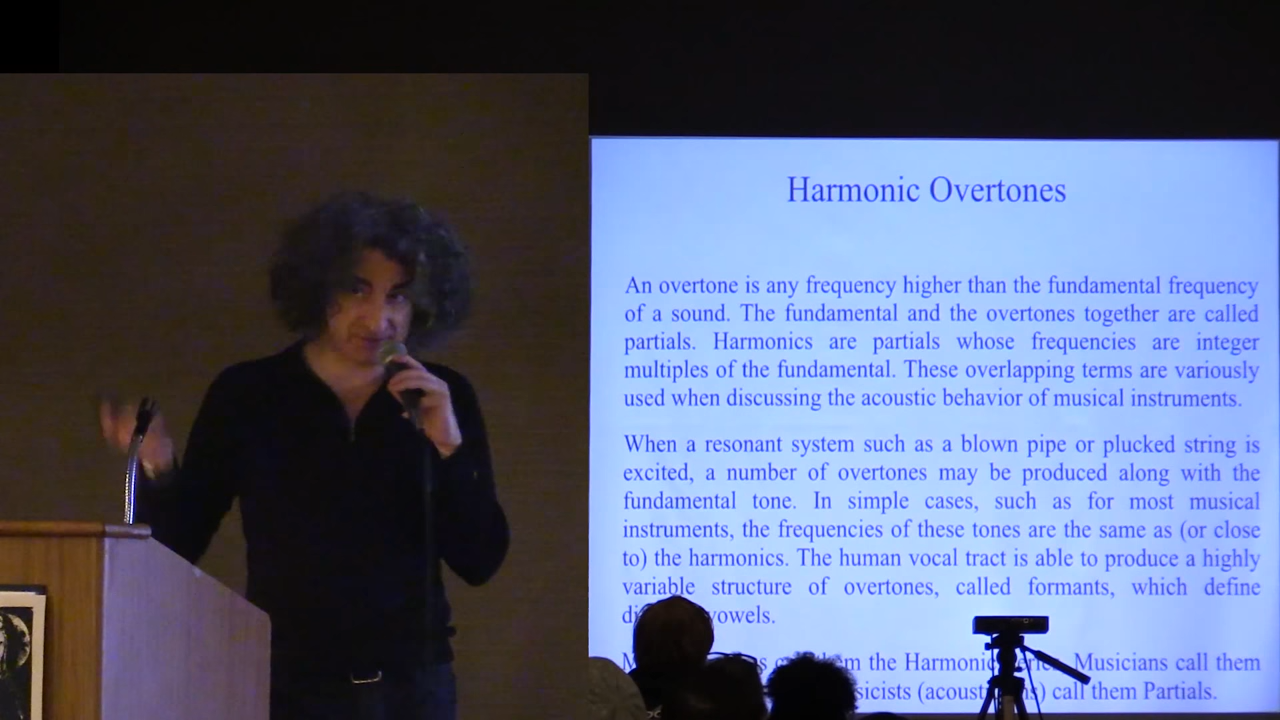 Harmonic Overtones
An overtone is any frequency higher than the fundamental frequency
of a sound. The fundamental and the overtones together are called
partials. Harmonics are partials whose frequencies are integer
multiples of the fundamental. These overlapping terms are variously
used when discussing the acoustic behavior of musical instruments.
When a resonant system such as a blown pipe or plucked string is
excited, a number of overtones may be produced along with the
fundamental tone. In simple cases, such as for most musical
instruments, the frequencies of these tones are the same as (or close
to) the harmonics. The human vocal tract is able to produce a highly
variable structure of overtones, called formants, which define
vowels.
them the Harmonic Musicians call them
call them Partials.